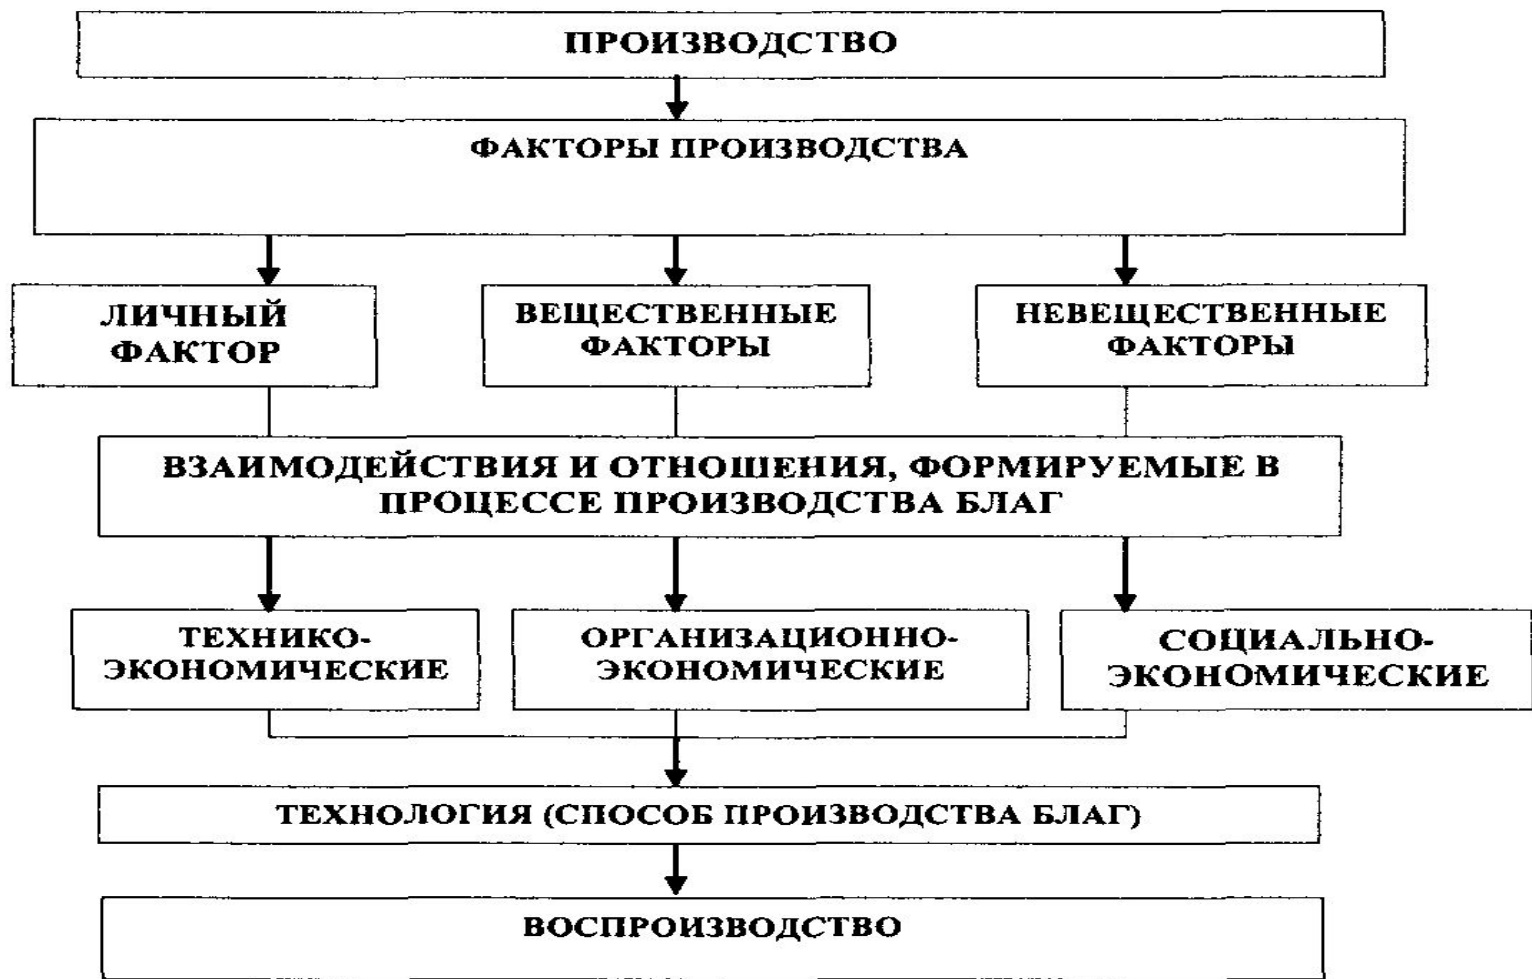 ПРОИЗВОДСТВО
ФАКТОРЫ ПРОИЗВОДСТВА
ЛИЧНЫЙ
ФАКТОР
ВЕЩЕСТВЕННЫЕ
ФАКТОРЫ
НЕВЕЩЕСТВЕННЫЕ
ФАКТОРЫ
ВЗАИМОДЕЙСТВИЯ И ОТНОШЕНИЯ, ФОРМИРУЕМЫЕ В
ПРОЦЕССЕ ПРОИЗВОДСТВА БЛАГ
ТЕХНИКО-
ЭКОНОМИЧЕСКИЕ
ОРГАНИЗАЦИОННО-
ЭКОНОМИЧЕСКИЕ
СОЦИАЛЬНО-
ЭКОНОМИЧЕСКИЕ
ТЕХНОЛОГИЯ (СПОСОБ ПРОИЗВОДСТВА БЛАГ)
ВОСПРОИЗВОДСТВО